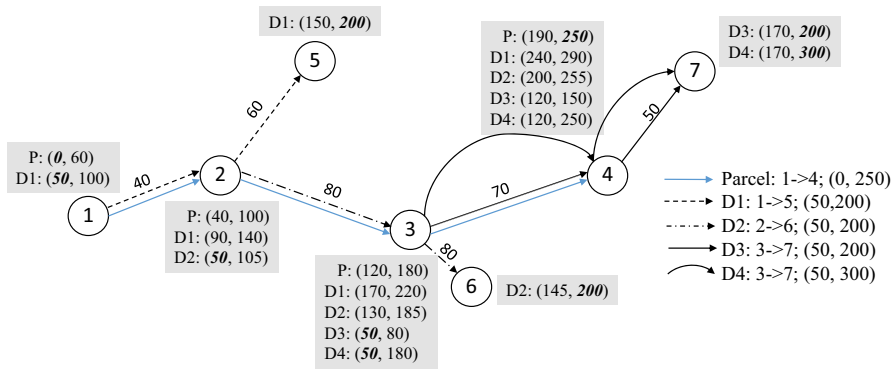 D1: (150, 200)
5
P: (190, 250)
D1: (240, 290)
D2: (200, 255)
D3: (120, 150)
D4: (120, 250)
D3: (170, 200)
D4: (170, 300)
7
60
50
P: (0, 60)
D1: (50, 100)
40
2
80
70
4
1
P: (40, 100)
D1: (90, 140)
D2: (50, 105)
3
80
P: (120, 180)
D1: (170, 220)
D2: (130, 185)
D3: (50, 80)
D4: (50, 180)
6
D2: (145, 200)
Parcel: 1->4; (0, 250)
D1: 1->5; (50,200)
D2: 2->6; (50, 200)
D3: 3->7; (50, 200)
D4: 3->7; (50, 300)